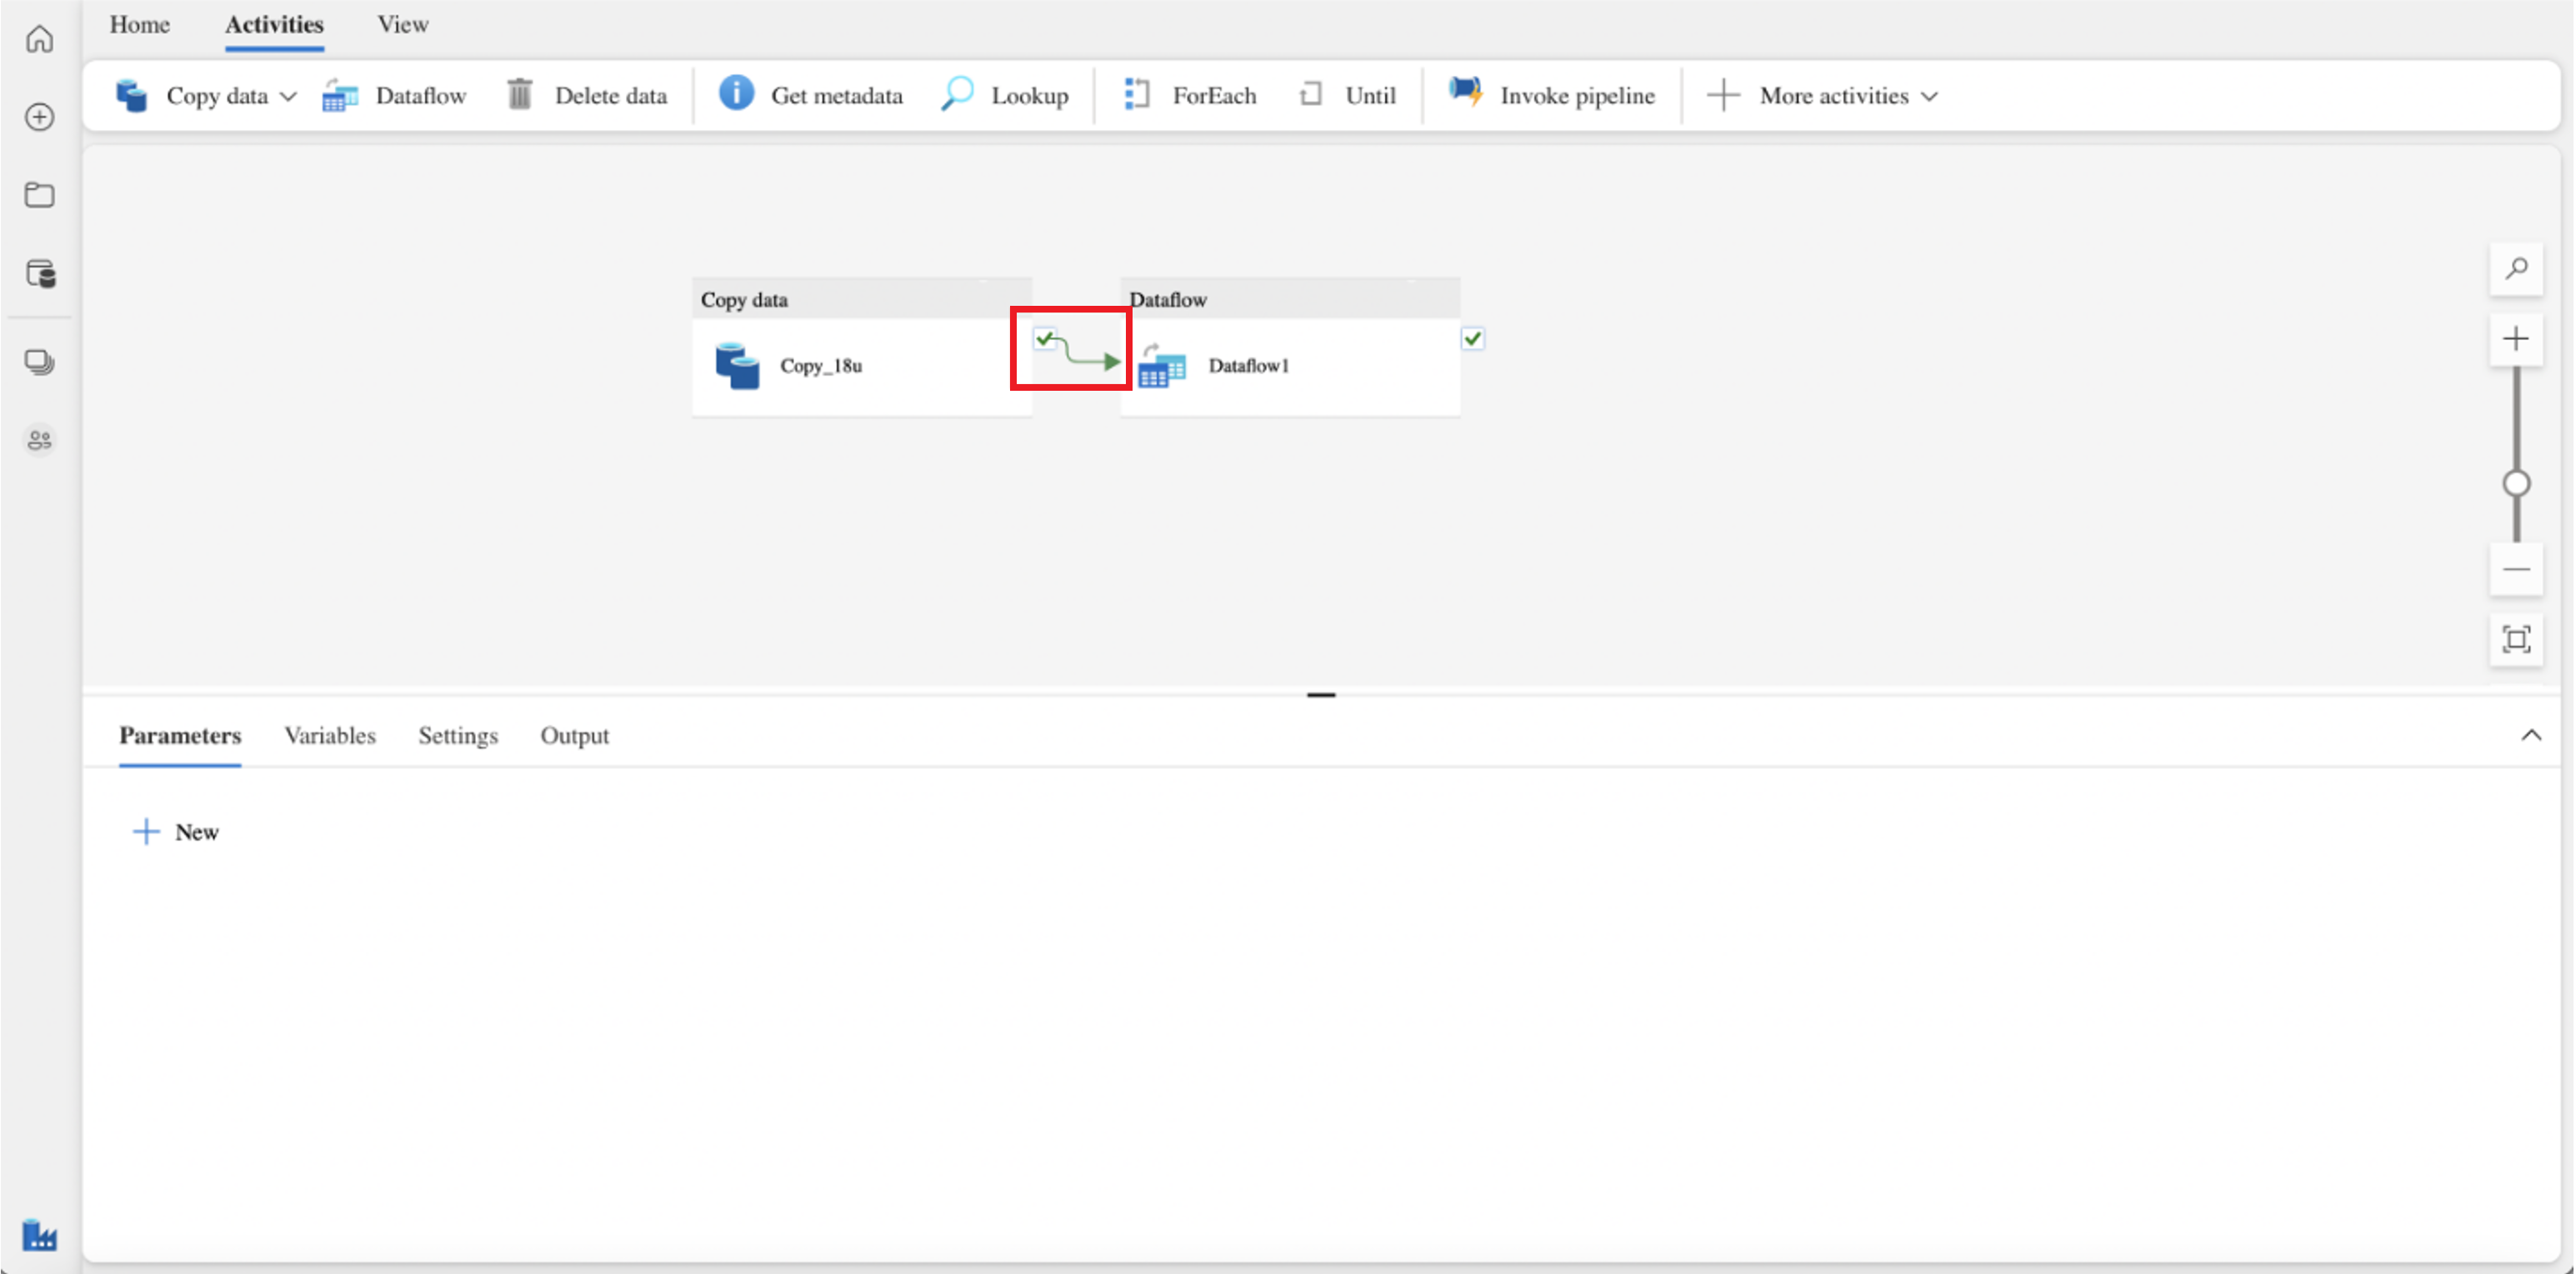 Home Activities View
Copy data Dataflow Delete data Get metadata Lookup ForEach Until Invoke pipeline More activities
Copy data
Copy_18u
Dataflow
Dataflow1
Parameters Variables Settings Output
New